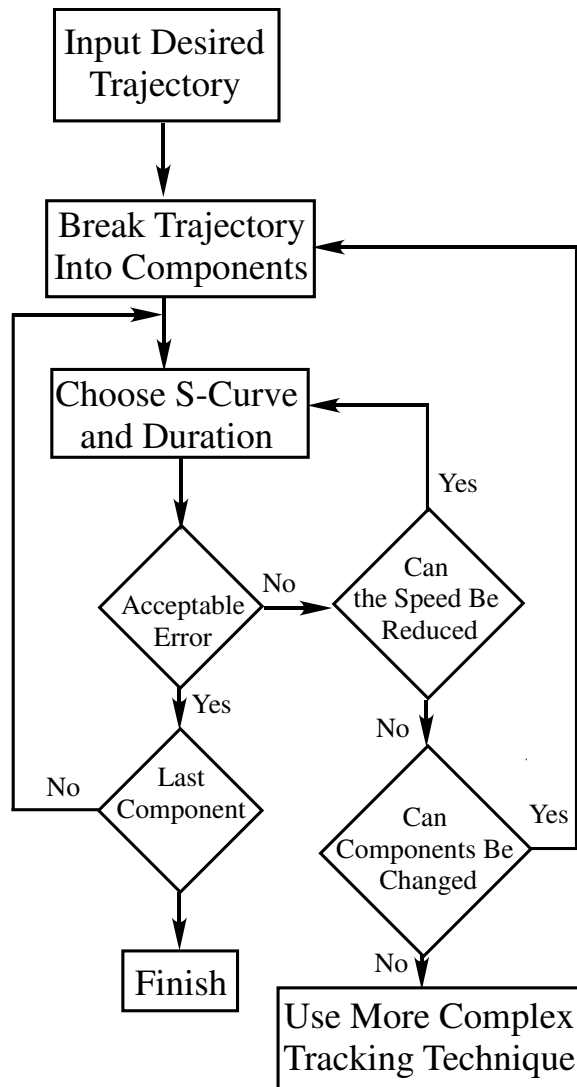 Input Desired
Trajectory
Break Trajectory
Into Components
Choose S-Curve
and Duration
Yes
Acceptable
Error
No
Can
the Speed Be
Reduced
Yes
No
Last
Component
No
Can
Components Be
Changed
Yes
Finish
No
Use More Complex
Tracking Technique